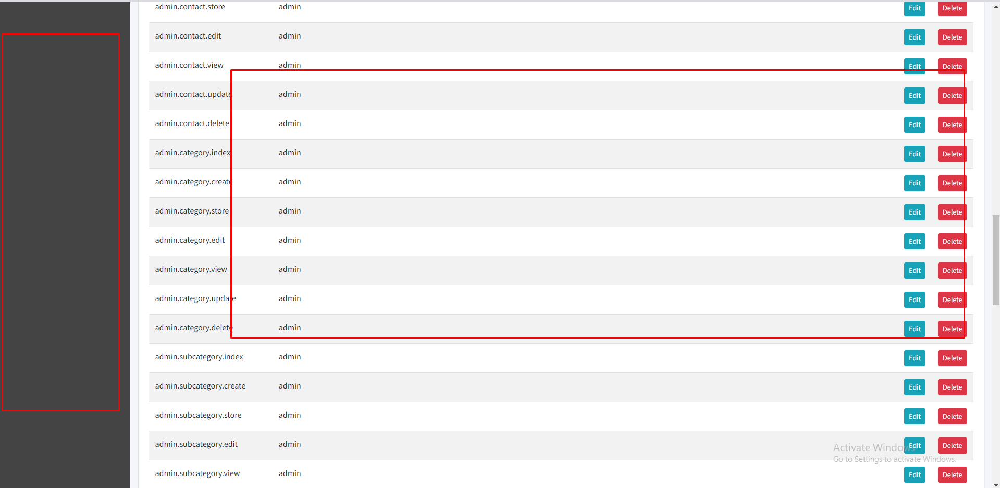 admin.contact.store admin Edit Delete
admin.contact.edit admin Edit Delete
admin.contact.view admin Edit Delete
admin.contact.update admin Edit Delete
admin.contact.delete admin Edit Delete
admin.category.index admin Edit Delete
admin.category.create admin Edit Delete
admin.category.store admin Edit Delete
admin.category.edit admin Edit Delete
admin.category.view admin Edit Delete
admin.category.update admin Edit Delete
admin.category.delete admin Edit Delete
admin.subcategory.index admin Edit Delete
admin.subcategory.create admin Edit Delete
admin.subcategory.store admin Edit Delete
admin.subcategory.edit admin Edit Delete
Activate Windows
Go to Settings to activate Windows.
admin.subcategory.view admin Edit Delete